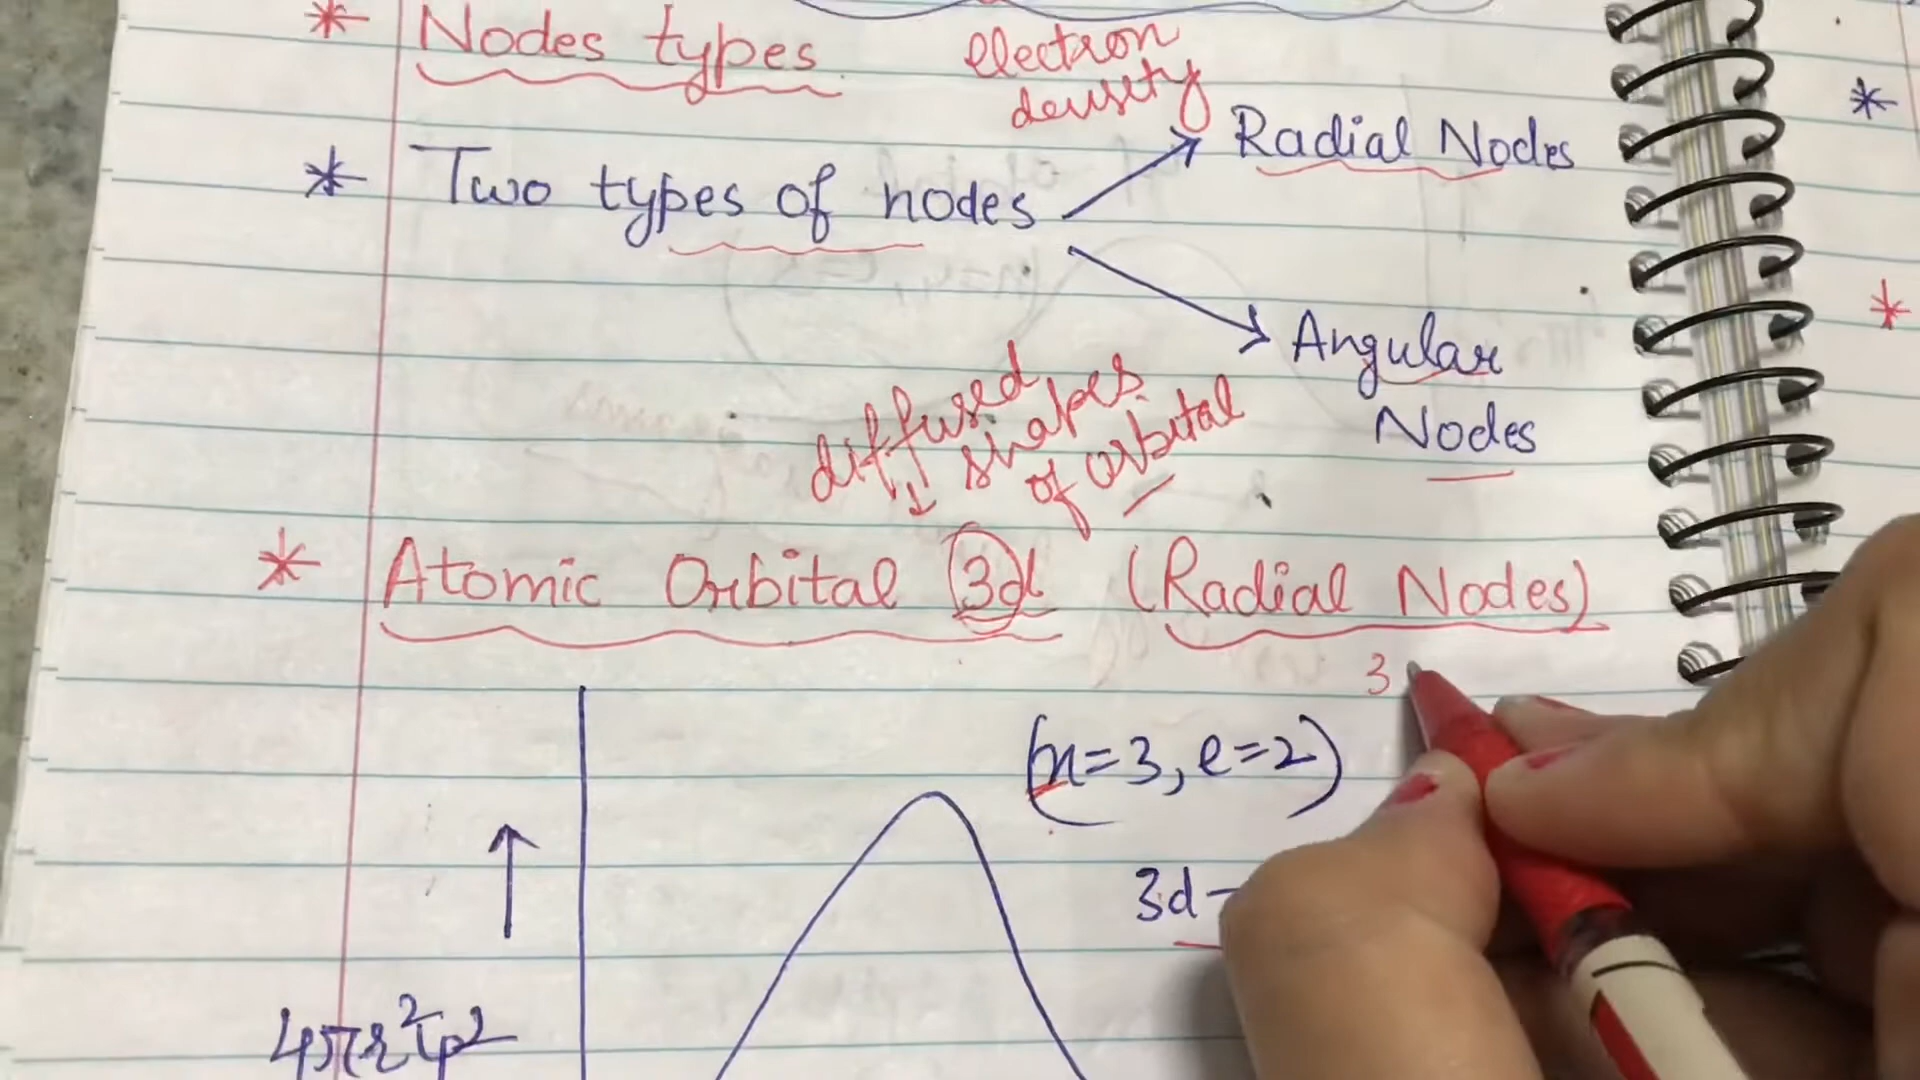 * Nodes types
electron
density
* Two types of nodes
Radial Nodes
Angular
Nodes
diffused
shapes
of orbital
* Atomic Orbital 3d (Radial Nodes)
3
(n=3, e=2)
3d-
4πr²ψ²
*
*